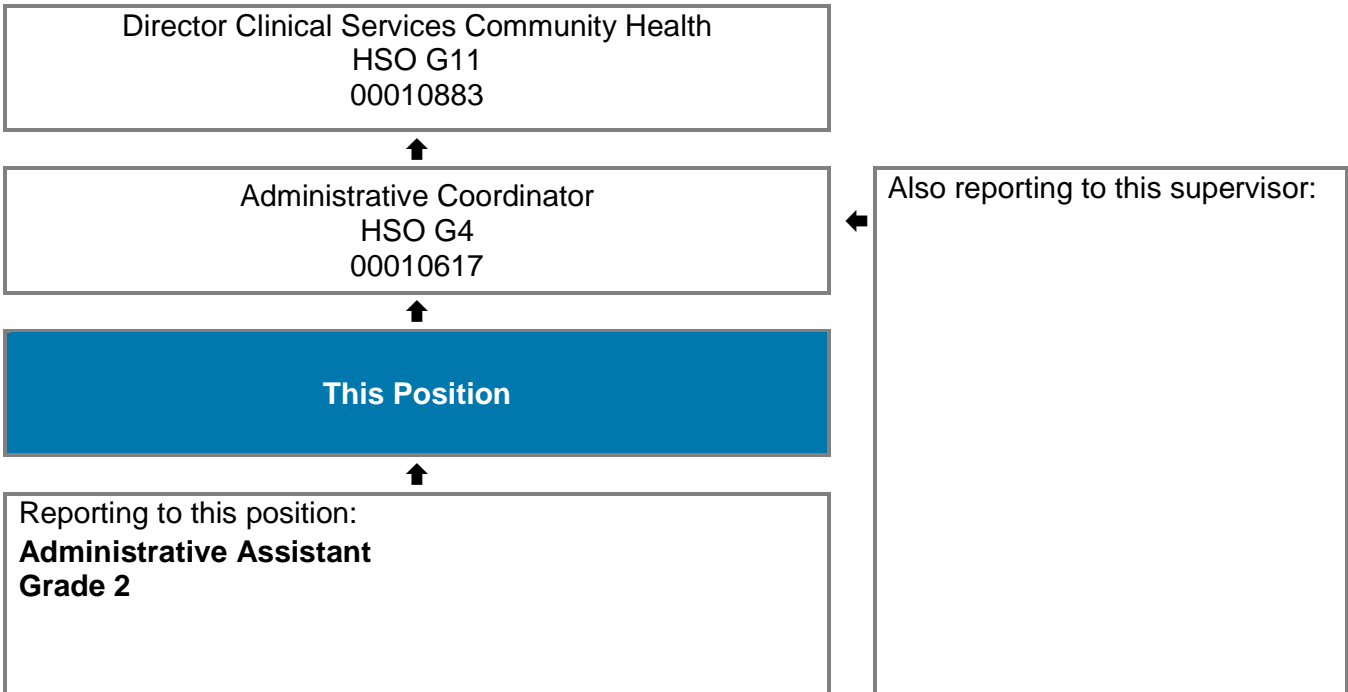 Director Clinical Services Community Health
HSO G11
00010883
Administrative Coordinator
HSO G4
00010617
Also reporting to this supervisor:
This Position
Reporting to this position:
Administrative Assistant
Grade 2